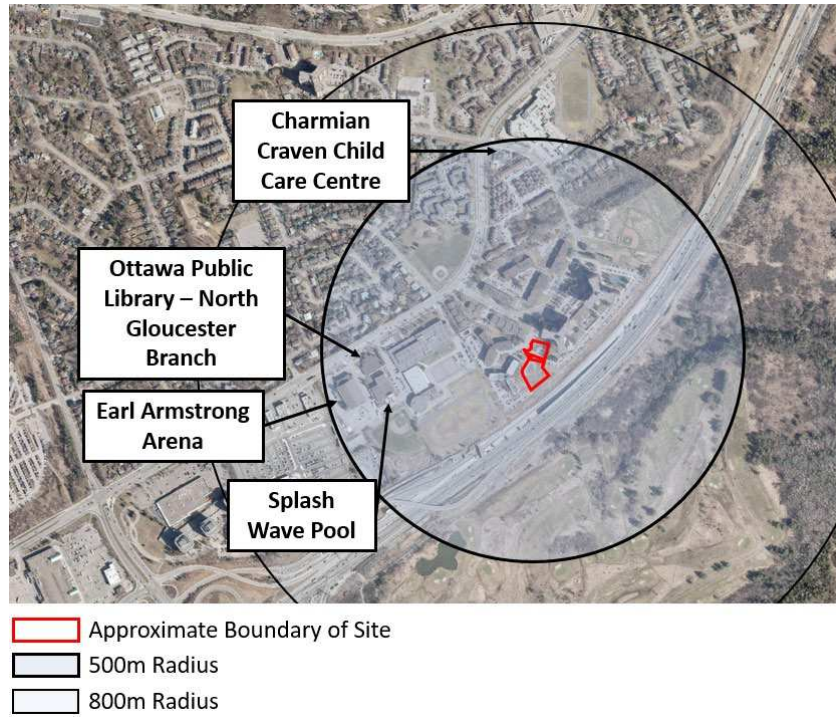 Charmian
Craven Child
Care Centre
Ottawa Public
Library – North
Gloucester
Branch
Earl Armstrong
Arena
Splash
Wave Pool
Approximate Boundary of Site
500m Radius
800m Radius